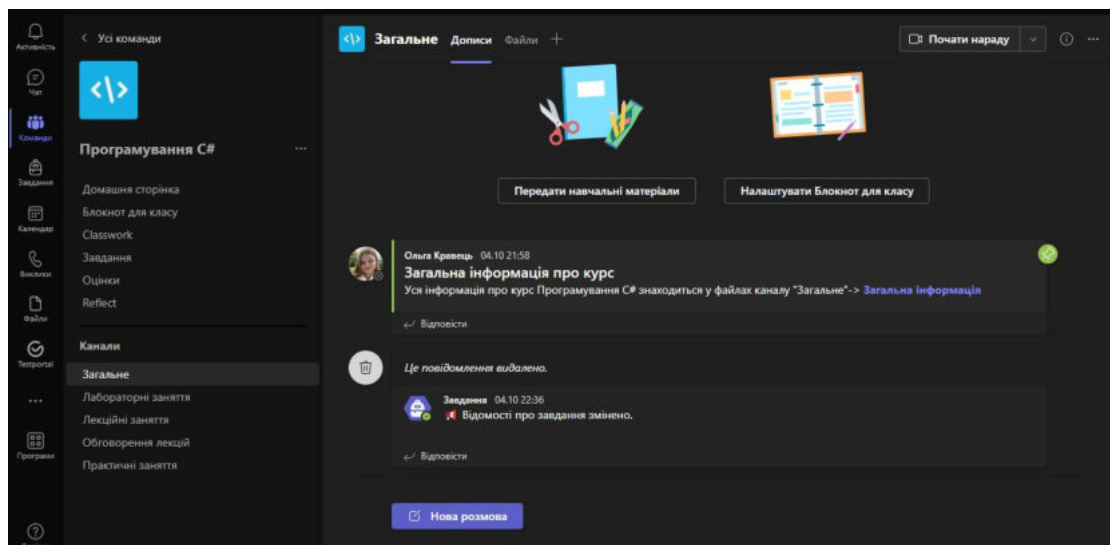 Активність
Чат
Команди
Завдання
Календар
Виклики
Файли
Testportal
Програми
Усі команди
Програмування C#
Домашня сторінка
Блокнот для класу
Classwork
Завдання
Оцінки
Reflect
Канали
Загальне
Лабораторні заняття
Лекційні заняття
Обговорення лекцій
Практичні заняття
Загальне Дописи Файли
Почати нараду
Передати навчальні матеріали
Налаштувати Блокнот для класу
Ольга Кравець 04.10 21:58
Загальна інформація про курс
Уся інформація про курс Програмування C# знаходиться у файлах каналу "Загальне"-> Загальна інформація
Відповісти
Це повідомлення видалено.
Завдання 04.10 22:36
Відомості про завдання змінено.
Відповісти
Нова розмова